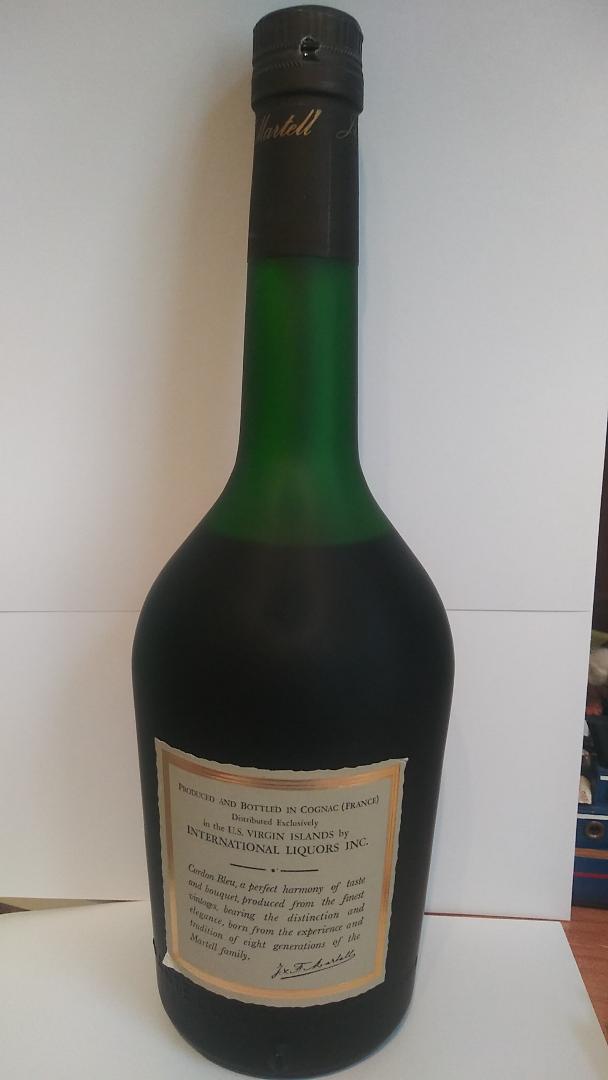 Martell
PRODUCED AND BOTTLED IN COGNAC (FRANCE)
Distributed Exclusively
in the U.S. VIRGIN ISLANDS by
INTERNATIONAL LIQUORS INC.
Cordon Bleu, a perfect harmony of taste
and bouquet, produced from the finest
vintages, bearing the distinction and
elegance, born from the experience and
tradition of eight generations of the
Martell family.
J & F. Martell